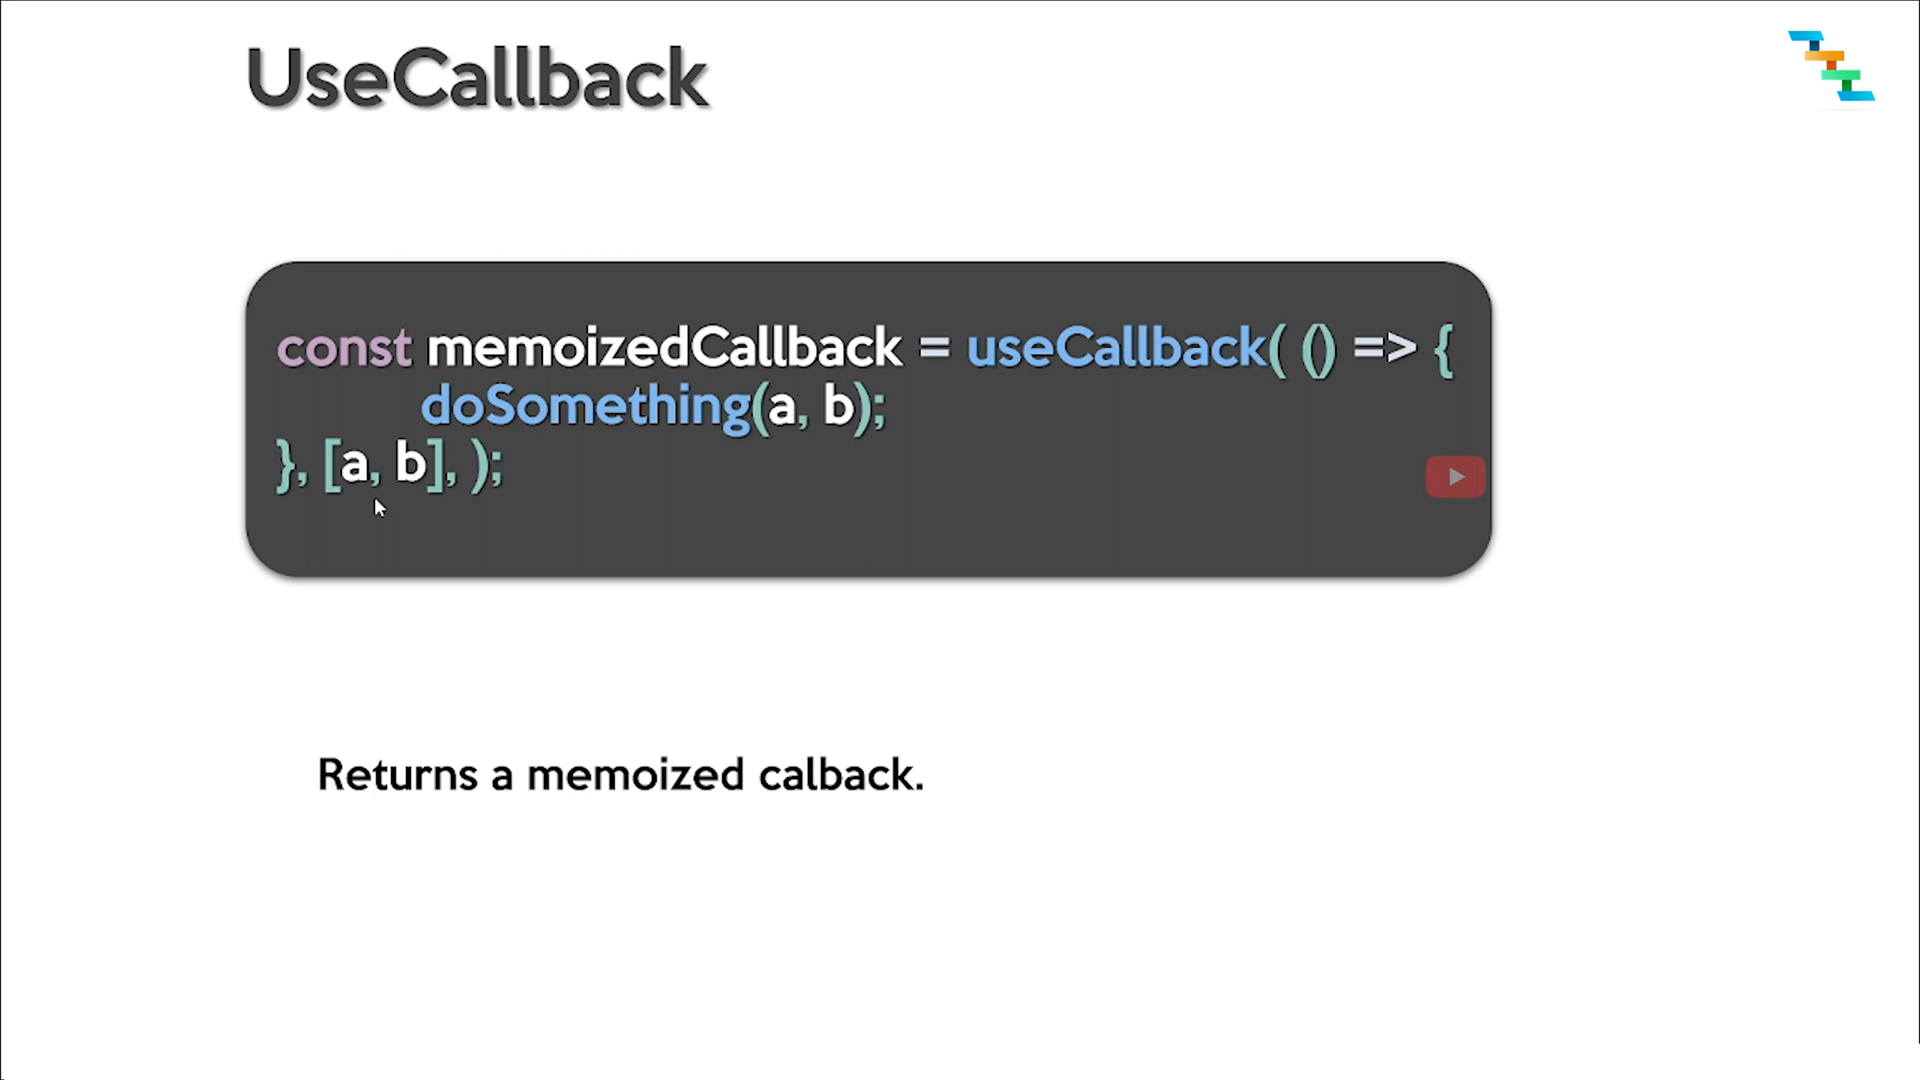 UseCallback
const memoizedCallback = useCallback( () => {
doSomething(a, b);
}, [a, b], );
Returns a memoized calback.